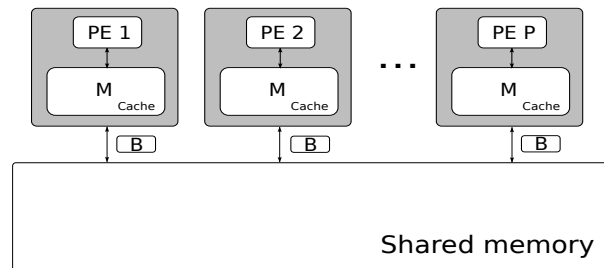 PE 1 PE 2 PE P
M M ... M
Cache Cache Cache
B B B
Shared memory